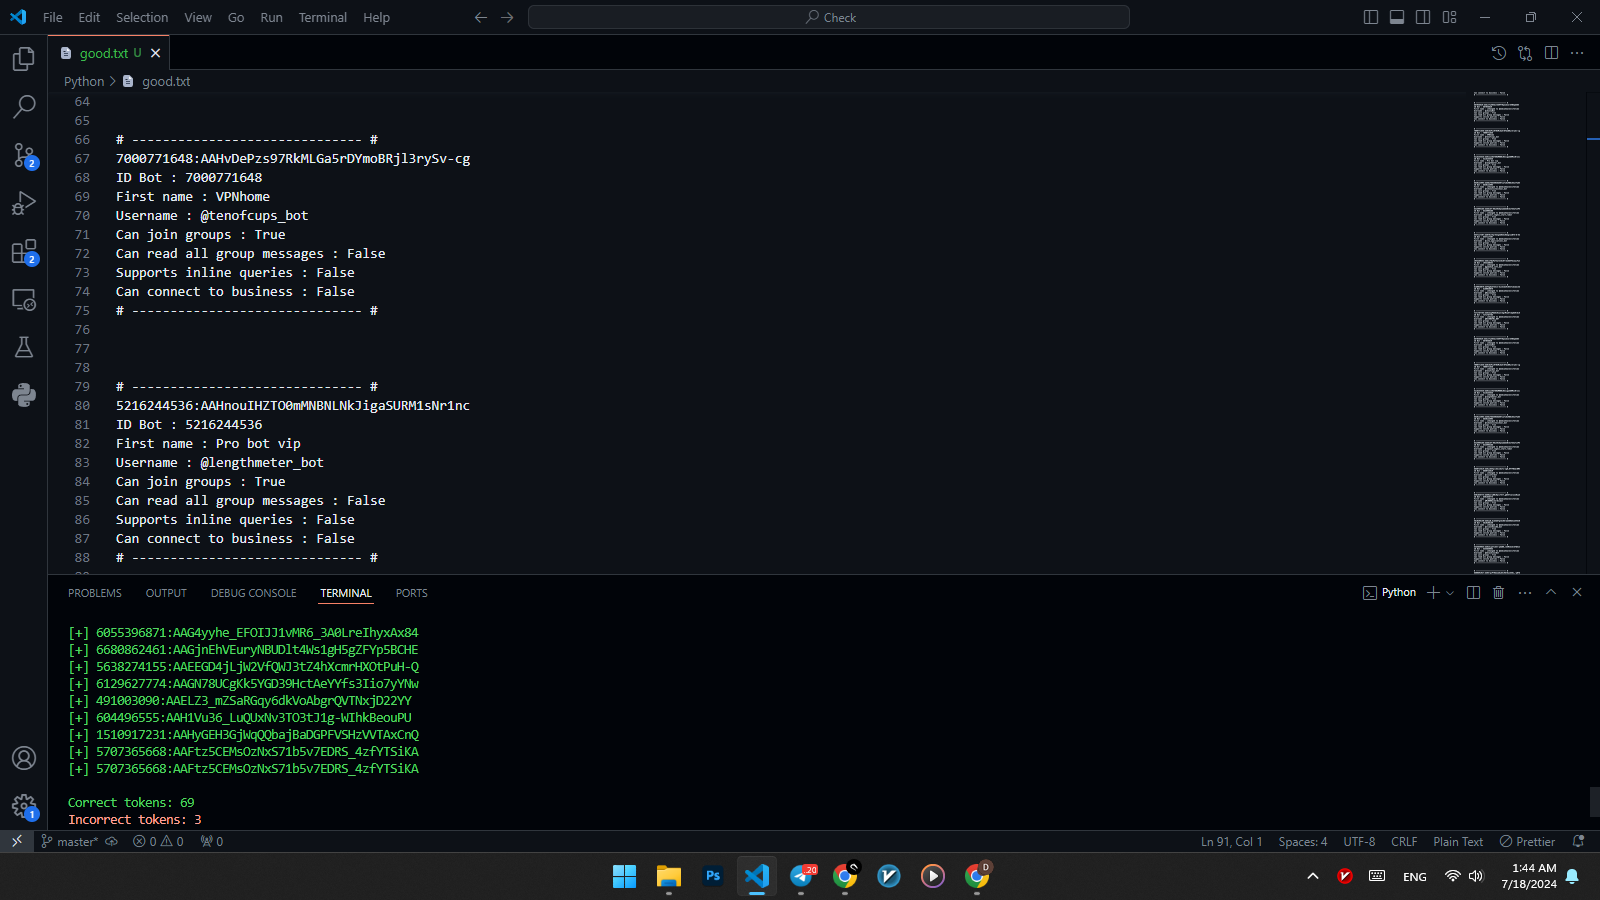 File Edit Selection View Go Run Terminal Help
Check
good.txt U
Python > good.txt
64
65
66 # ------------------------------ #
67 7000771648:AAHvDePzs97RkMLGa5rDYmoBRjl3rySv-cg
68 ID Bot : 7000771648
69 First name : VPNhome
70 Username : @tenofcups_bot
71 Can join groups : True
72 Can read all group messages : False
73 Supports inline queries : False
74 Can connect to business : False
75 # ------------------------------ #
76
77
78
79 # ------------------------------ #
80 5216244536:AAHnouIHZTO0mMNBNLNkJigaSURM1sNr1nc
81 ID Bot : 5216244536
82 First name : Pro bot vip
83 Username : @lengthmeter_bot
84 Can join groups : True
85 Can read all group messages : False
86 Supports inline queries : False
87 Can connect to business : False
88 # ------------------------------ #
PROBLEMS OUTPUT DEBUG CONSOLE TERMINAL PORTS
Python
[+] 6055396871:AAG4yyhe_EFOIJJ1vMR6_3A0LreIhyxAx84
[+] 6680862461:AAGjnEhVEuryNBUDlt4Ws1gH5gZFYp5BCHE
[+] 5638274155:AAEEGD4jLjW2VfQWJ3tZ4hXcmrHXOtPuH-Q
[+] 6129627774:AAGN78UCgKk5YGD39HctAeYYfs3Iio7yYNw
[+] 491003090:AAELZ3_mZSaRGqy6dkVoAbgrQVTNxjD22YY
[+] 604496555:AAH1Vu36_LuQUxNv3TO3tJ1g-WIhkBeouPU
[+] 1510917231:AAHyGEH3GjWqQQbajBaDGPFVSHzVVTAxCnQ
[+] 5707365668:AAFtz5CEMsOzNxS71b5v7EDRS_4zfYTSiKA
[+] 5707365668:AAFtz5CEMsOzNxS71b5v7EDRS_4zfYTSiKA
Correct tokens: 69
Incorrect tokens: 3
2
2
1
master* 0 0 0
Ln 91, Col 1 Spaces: 4 UTF-8 CRLF Plain Text Prettier
Ps
20
D
ENG
1:44 AM
7/18/2024